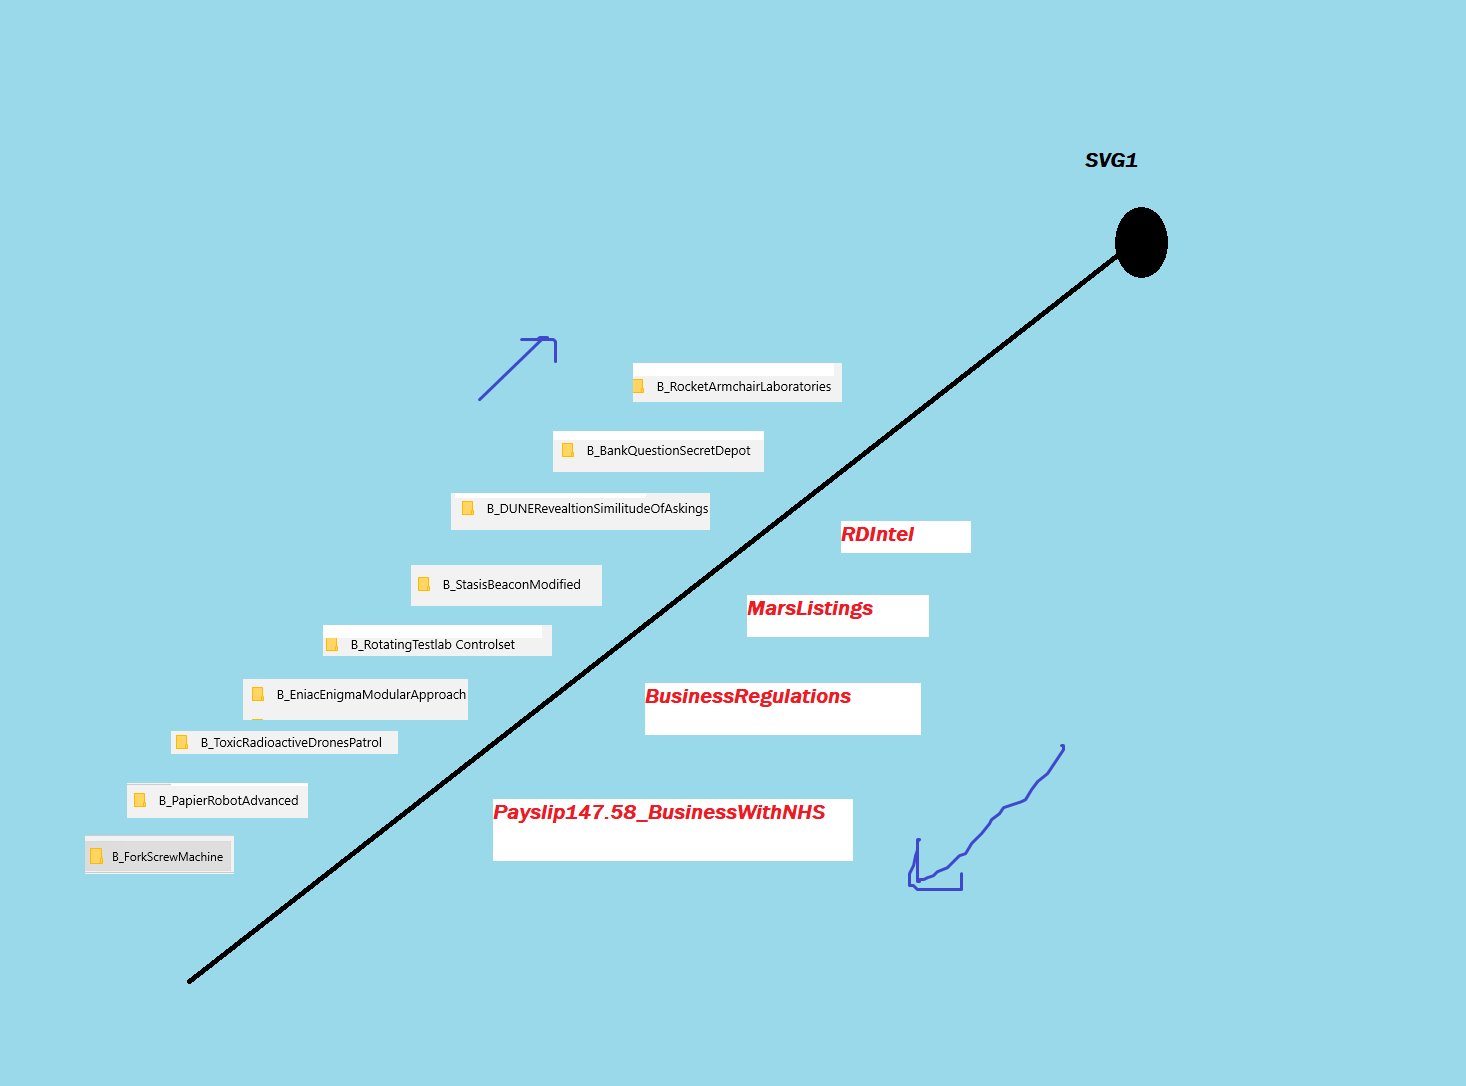 SVG1
B_RocketArmchairLaboratories
B_BankQuestionSecretDepot
B_DUNERevealtionSimilitudeOfAskings
RDIntel
B_StasisBeaconModified
MarsListings
B_RotatingTestlab Controlset
B_EniacEnigmaModularApproach
BusinessRegulations
B_ToxicRadioactiveDronesPatrol
B_PapierRobotAdvanced
Payslip147.58_BusinessWithNHS
B_ForkScrewMachine